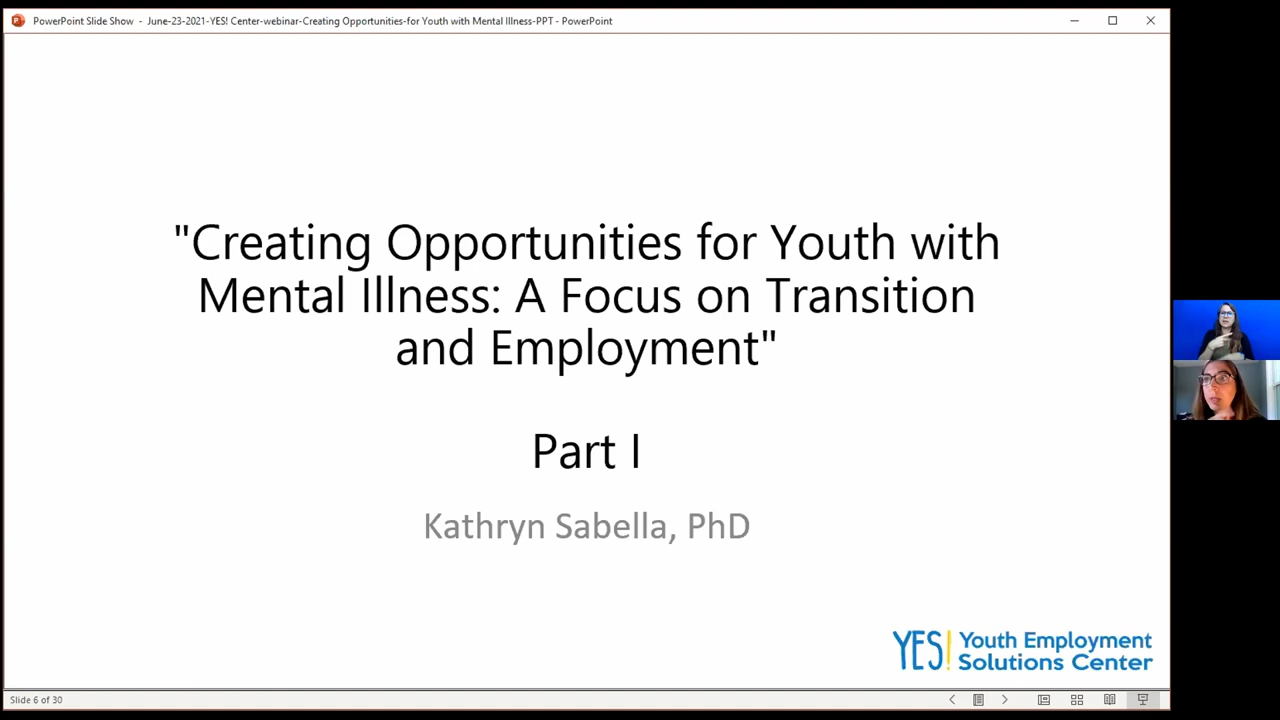 PowerPoint Slide Show - June-23-2021-YES! Center-webinar-Creating Opportunities-for Youth with Mental Illness-PPT - PowerPoint
"Creating Opportunities for Youth with
Mental Illness: A Focus on Transition
and Employment"
Part I
Kathryn Sabella, PhD
YES! Youth Employment
Solutions Center
Slide 6 of 30